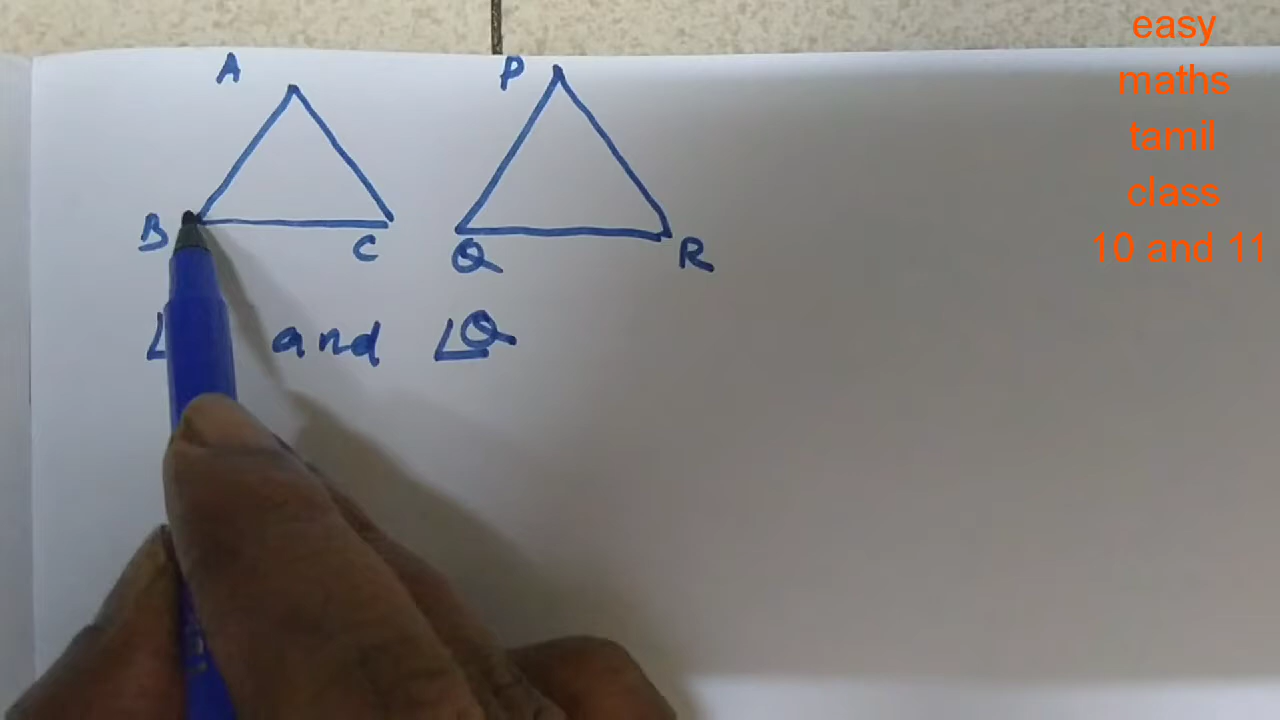 easy
maths
tamil
class
10 and 11
A
P
B
C
Q
R
∠ and ∠Q